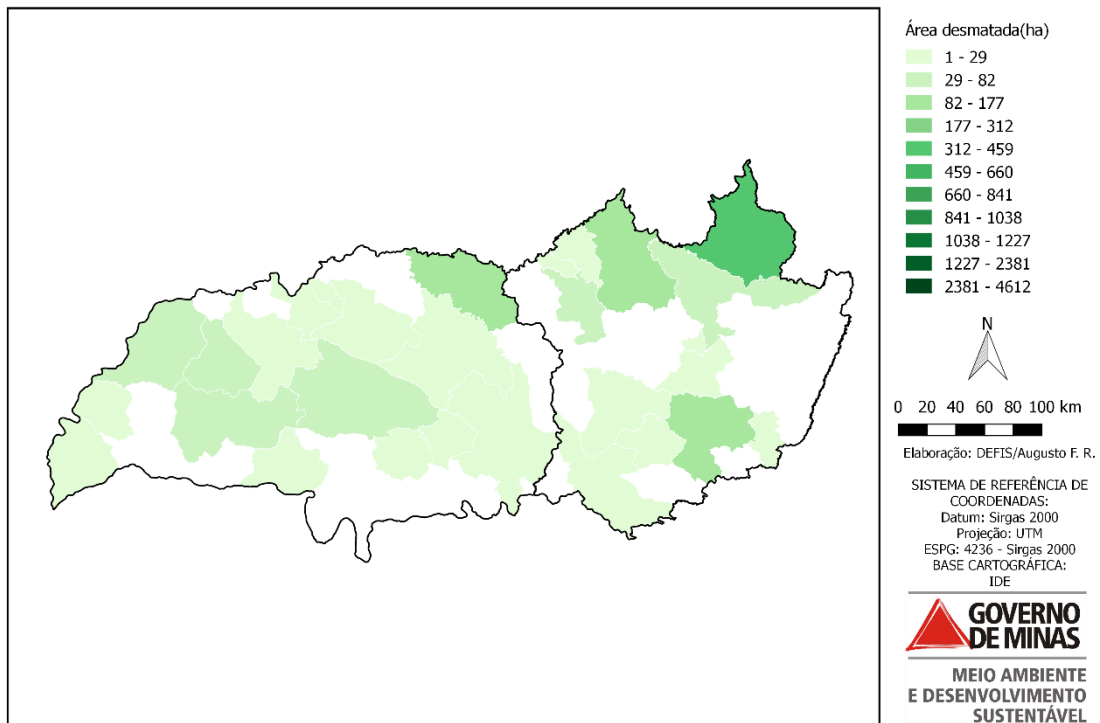 Área desmatada(ha)
1 - 29
29 - 82
82 - 177
177 - 312
312 - 459
459 - 660
660 - 841
841 - 1038
1038 - 1227
1227 - 2381
2381 - 4612
N
0 20 40 60 80 100 km
Elaboração: DEFIS/Augusto F. R.
SISTEMA DE REFERÊNCIA DE
COORDENADAS:
Datum: Sirgas 2000
Projeção: UTM
ESPG: 4236 - Sirgas 2000
BASE CARTOGRÁFICA:
IDE
GOVERNO
DE MINAS
MEIO AMBIENTE
E DESENVOLVIMENTO
SUSTENTÁVEL